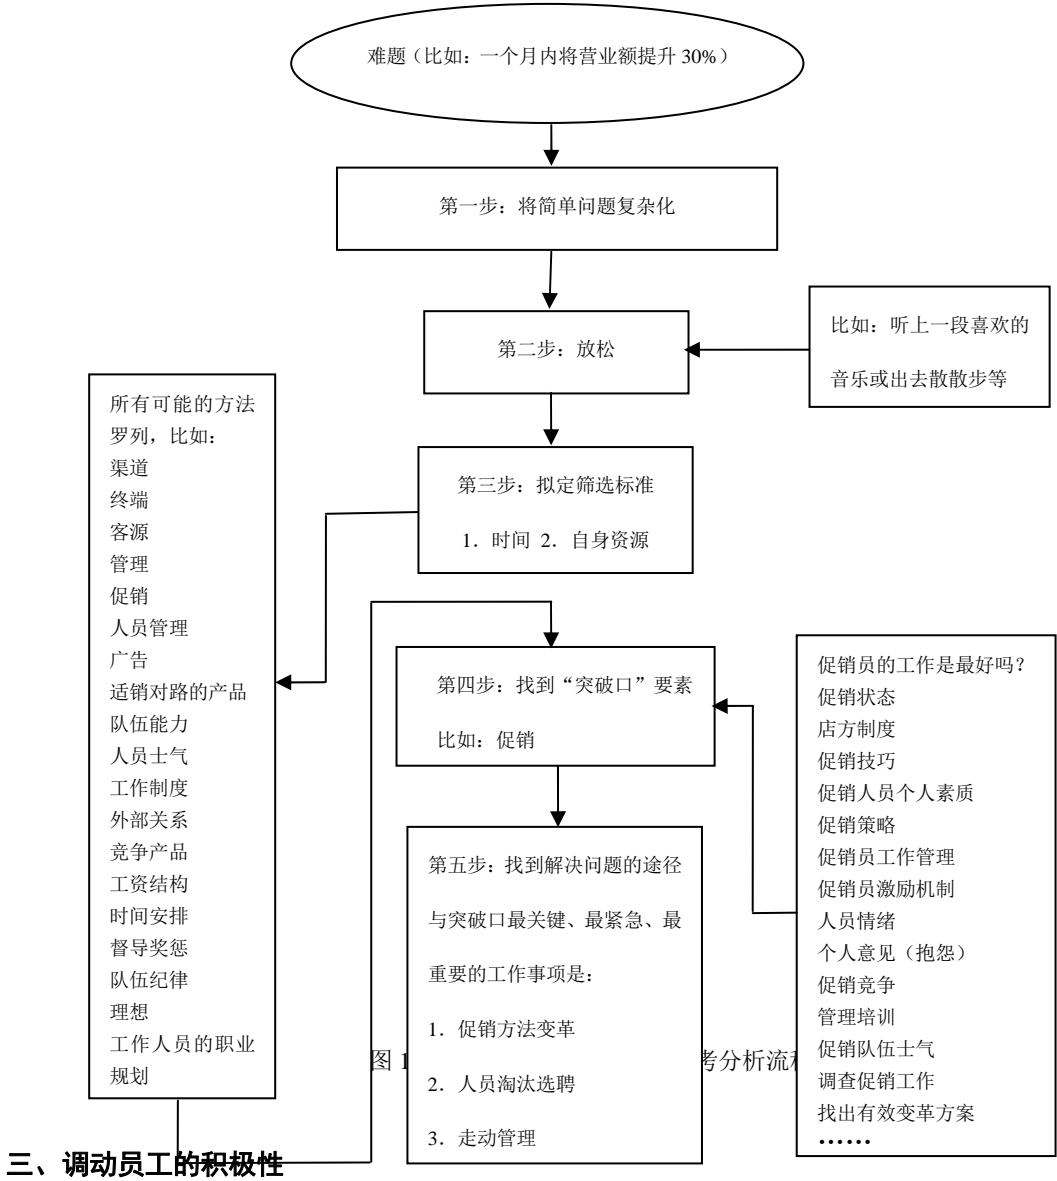 难题（比如：一个月内将营业额提升 30%）
第一步：将简单问题复杂化
第二步：放松
比如：听上一段喜欢的
音乐或出去散散步等
第三步：拟定筛选标准
1．时间 2．自身资源
所有可能的方法
罗列，比如：
渠道
终端
客源
管理
促销
人员管理
广告
适销对路的产品
队伍能力
人员士气
工作制度
外部关系
竞争产品
工资结构
时间安排
督导奖惩
队伍纪律
理想
工作人员的职业
规划
第四步：找到“突破口”要素
比如：促销
促销员的工作是最好吗？
促销状态
店方制度
促销技巧
促销人员个人素质
促销策略
促销员工作管理
促销员激励机制
人员情绪
个人意见（抱怨）
促销竞争
管理培训
促销队伍士气
调查促销工作
找出有效变革方案
……
第五步：找到解决问题的途径
与突破口最关键、最紧急、最
重要的工作事项是：
1．促销方法变革
2．人员淘汰选聘
3．走动管理
图 1 考分析流
三、调动员工的积极性